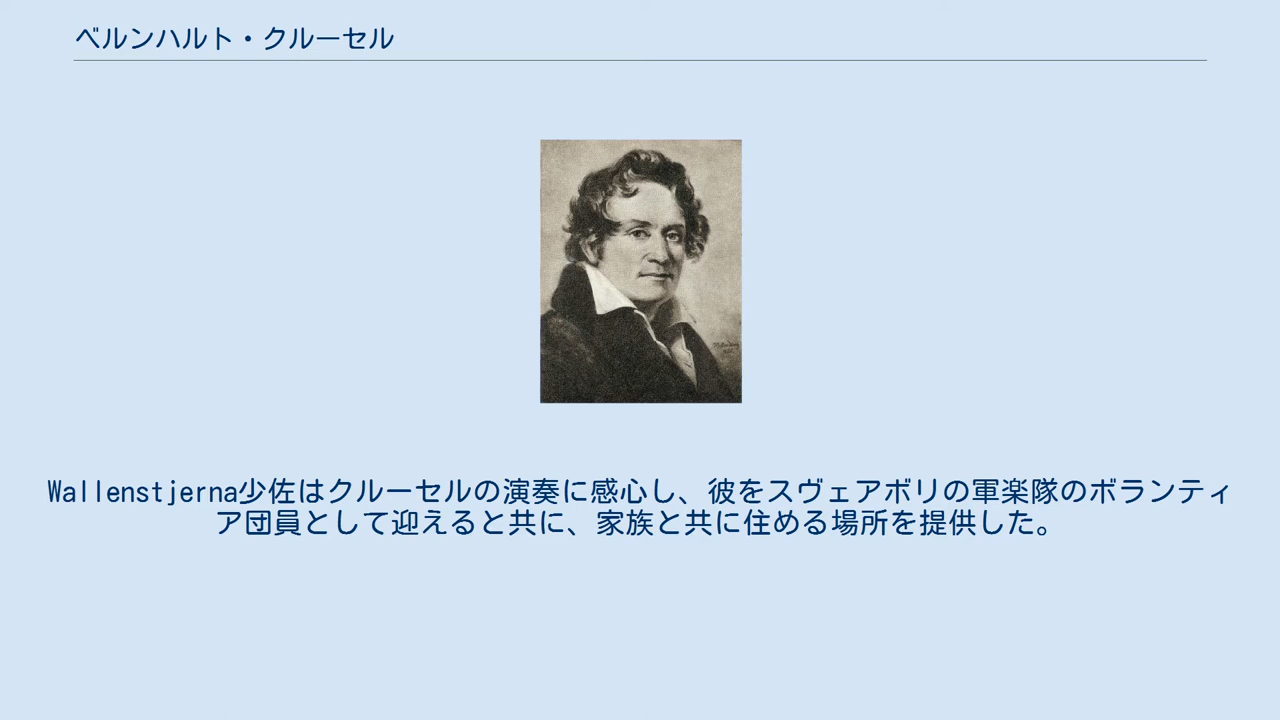 ベルンハルト・クルーセル
Wallenstjerna少佐はクルーセルの演奏に感心し、彼をスヴェアボリの軍楽隊のボランティ
ア団員として迎えると共に、家族と共に住める場所を提供した。